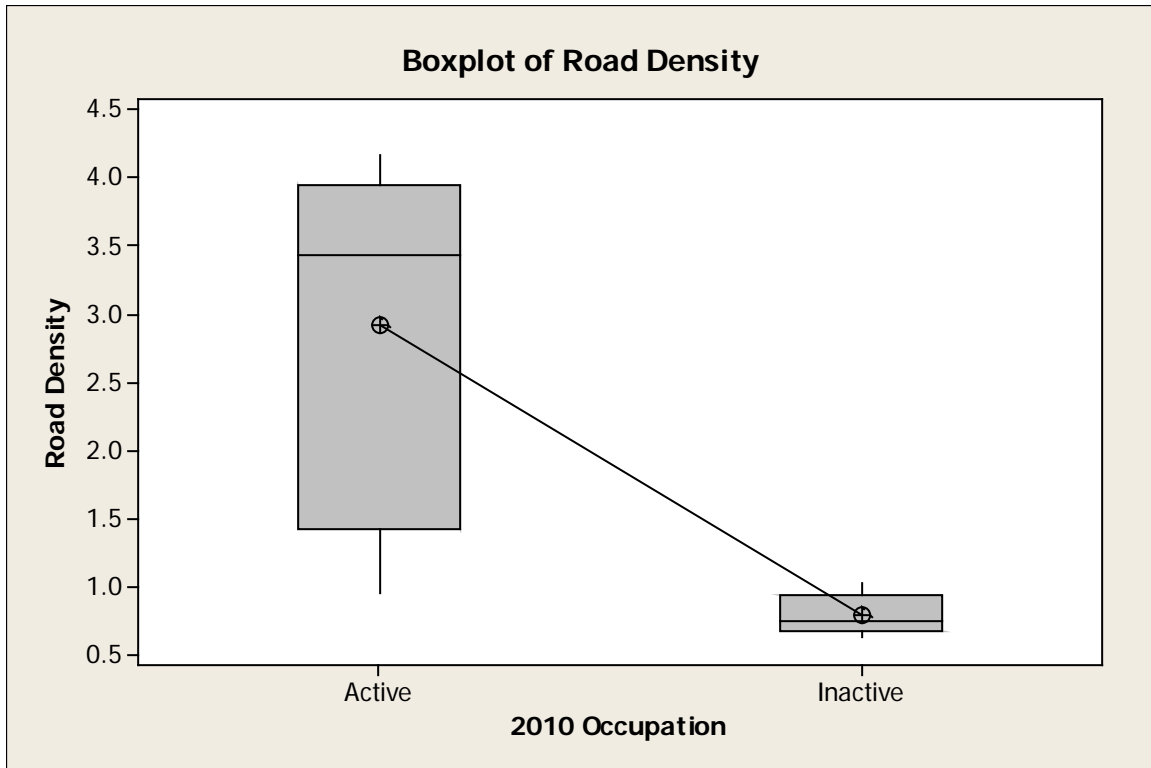 Boxplot of Road Density
4.5
4.0
3.5
3.0
2.5
2.0
1.5
1.0
0.5
Road Density
Active
Inactive
2010 Occupation